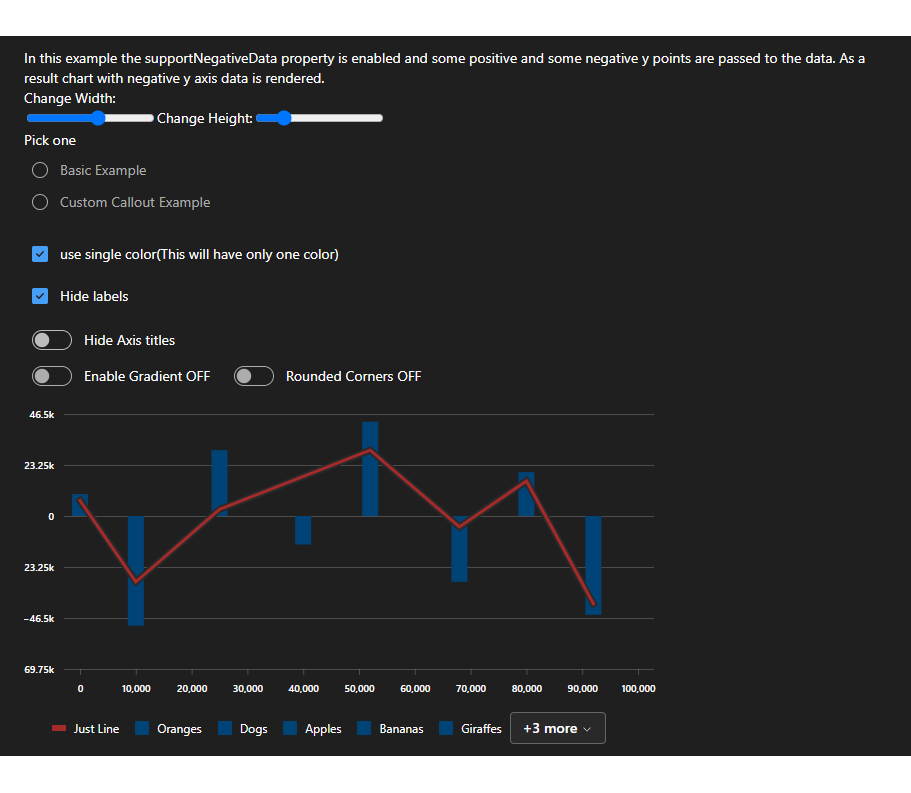 In this example the supportNegativeData property is enabled and some positive and some negative y points are passed to the data. As a
result chart with negative y axis data is rendered.
Change Width:
Change Height:
Pick one
Basic Example
Custom Callout Example
use single color(This will have only one color)
Hide labels
Hide Axis titles
Enable Gradient OFF Rounded Corners OFF
46.5k
23.25k
0
23.25k
−46.5k
69.75k
0 10,000 20,000 30,000 40,000 50,000 60,000 70,000 80,000 90,000 100,000
Just Line Oranges Dogs Apples Bananas Giraffes +3 more